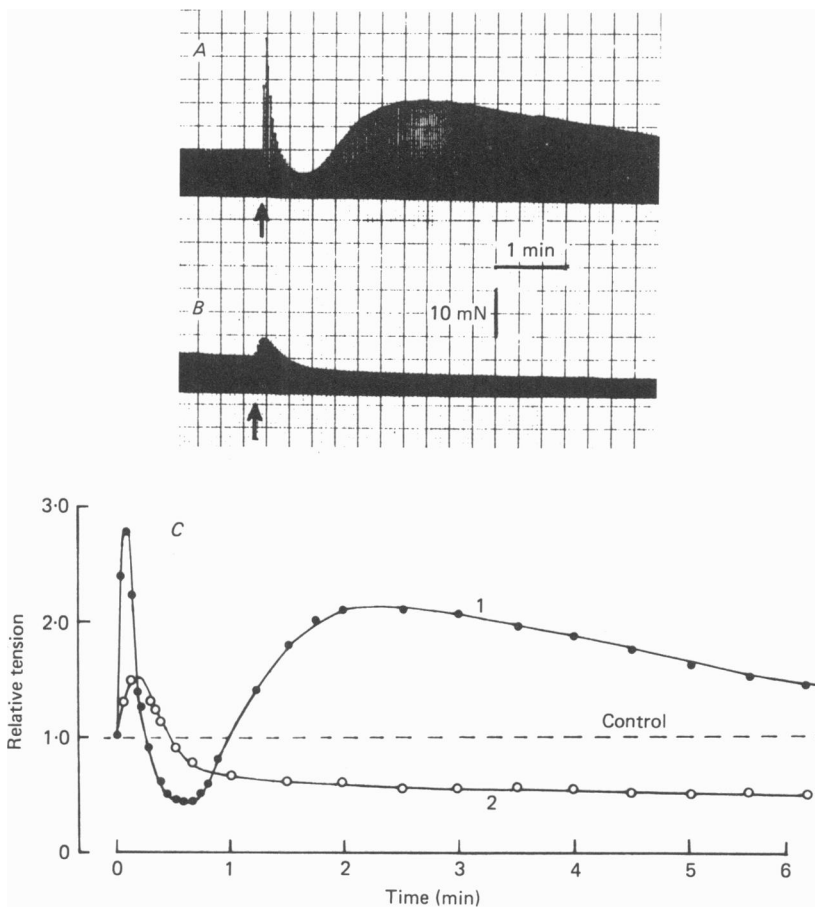 A
1 min
10 mN
B
3·0
C
2·0
1
Relative tension
1·0
Control
2
0
0 1 2 3 4 5 6
Time (min)